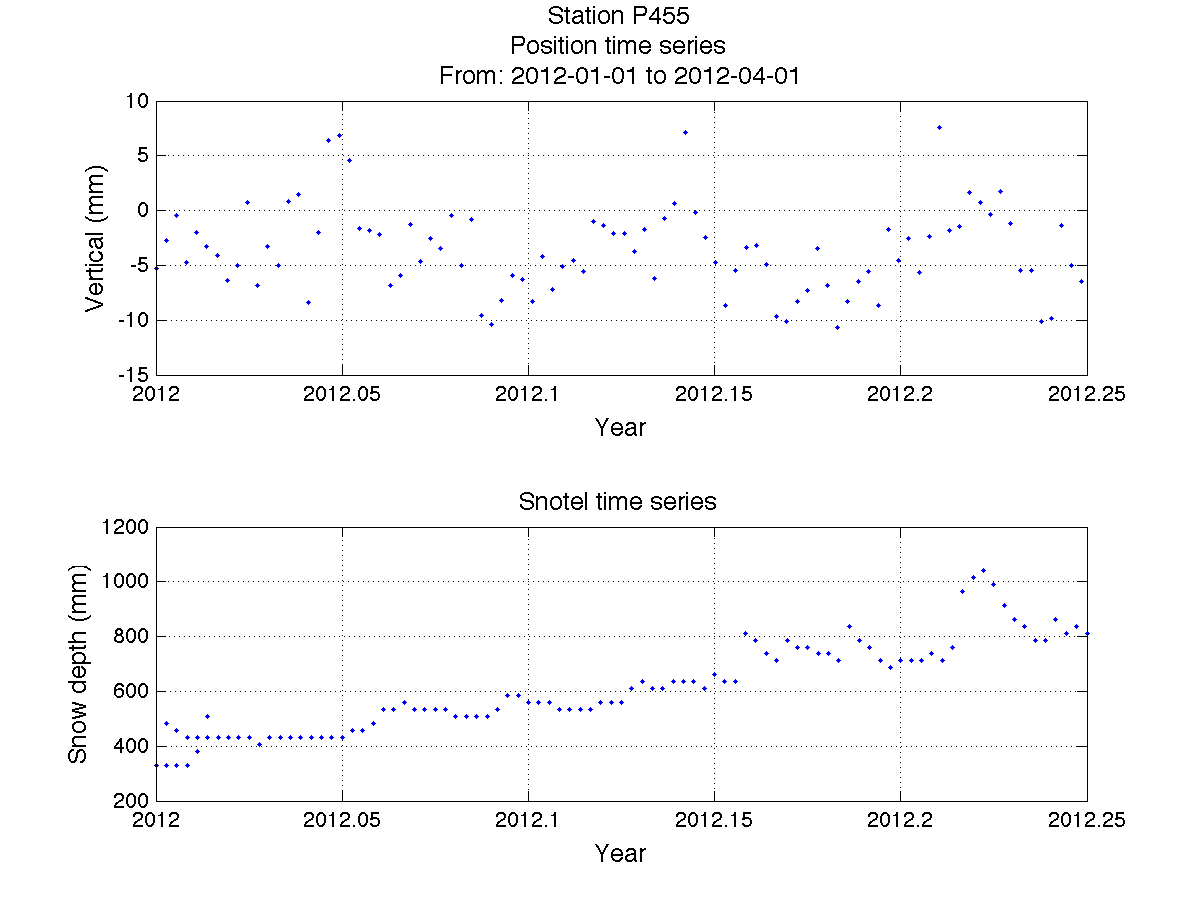 Station P455
Position time series
From: 2012-01-01 to 2012-04-01
10
5
0
-5
-10
-15
Vertical (mm)
2012 2012.05 2012.1 2012.15 2012.2 2012.25
Year
Snotel time series
1200
1000
800
600
400
200
Snow depth (mm)
2012 2012.05 2012.1 2012.15 2012.2 2012.25
Year